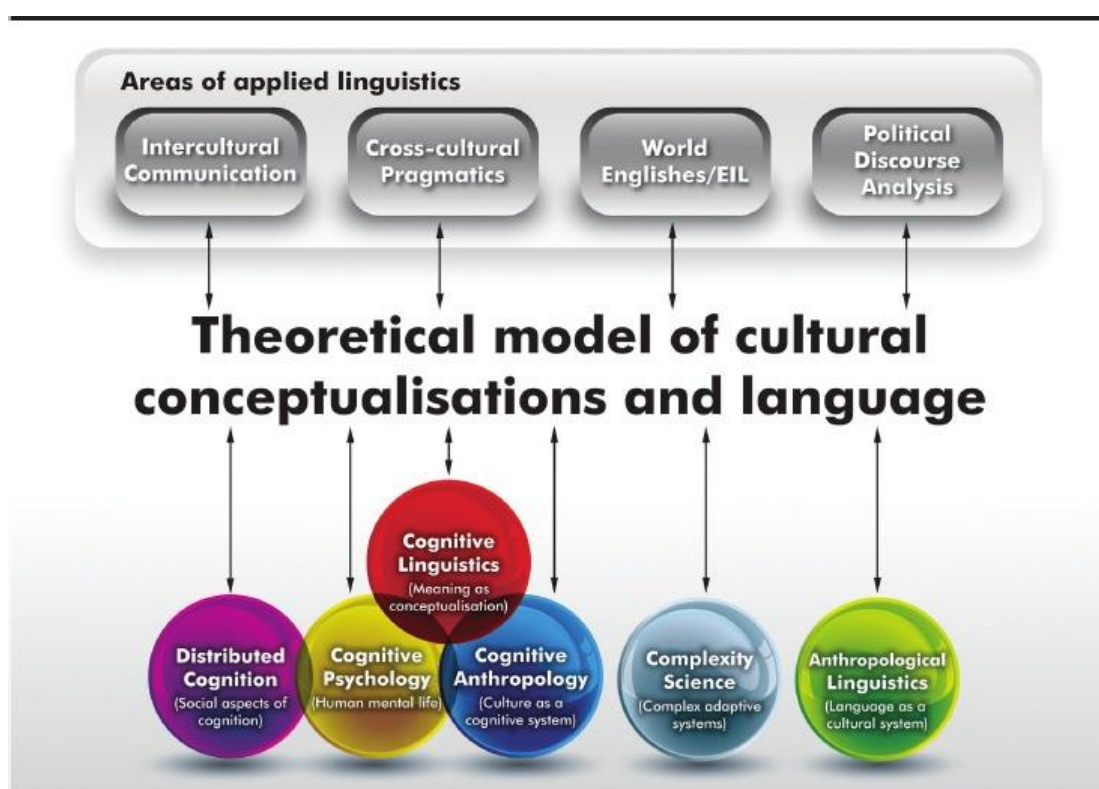 Areas of applied linguistics
Intercultural
Communication
Cross-cultural
Pragmatics
World
Englishes/EIL
Political
Discourse
Analysis
Theoretical model of cultural
conceptualisations and language
Cognitive
Linguistics
(Meaning as
conceptualisation)
Distributed
Cognition
(Social aspects of
cognition)
Cognitive
Psychology
(Human mental life)
Cognitive
Anthropology
(Culture as a
cognitive system)
Complexity
Science
(Complex adaptive
systems)
Anthropological
Linguistics
(Language as a
cultural system)